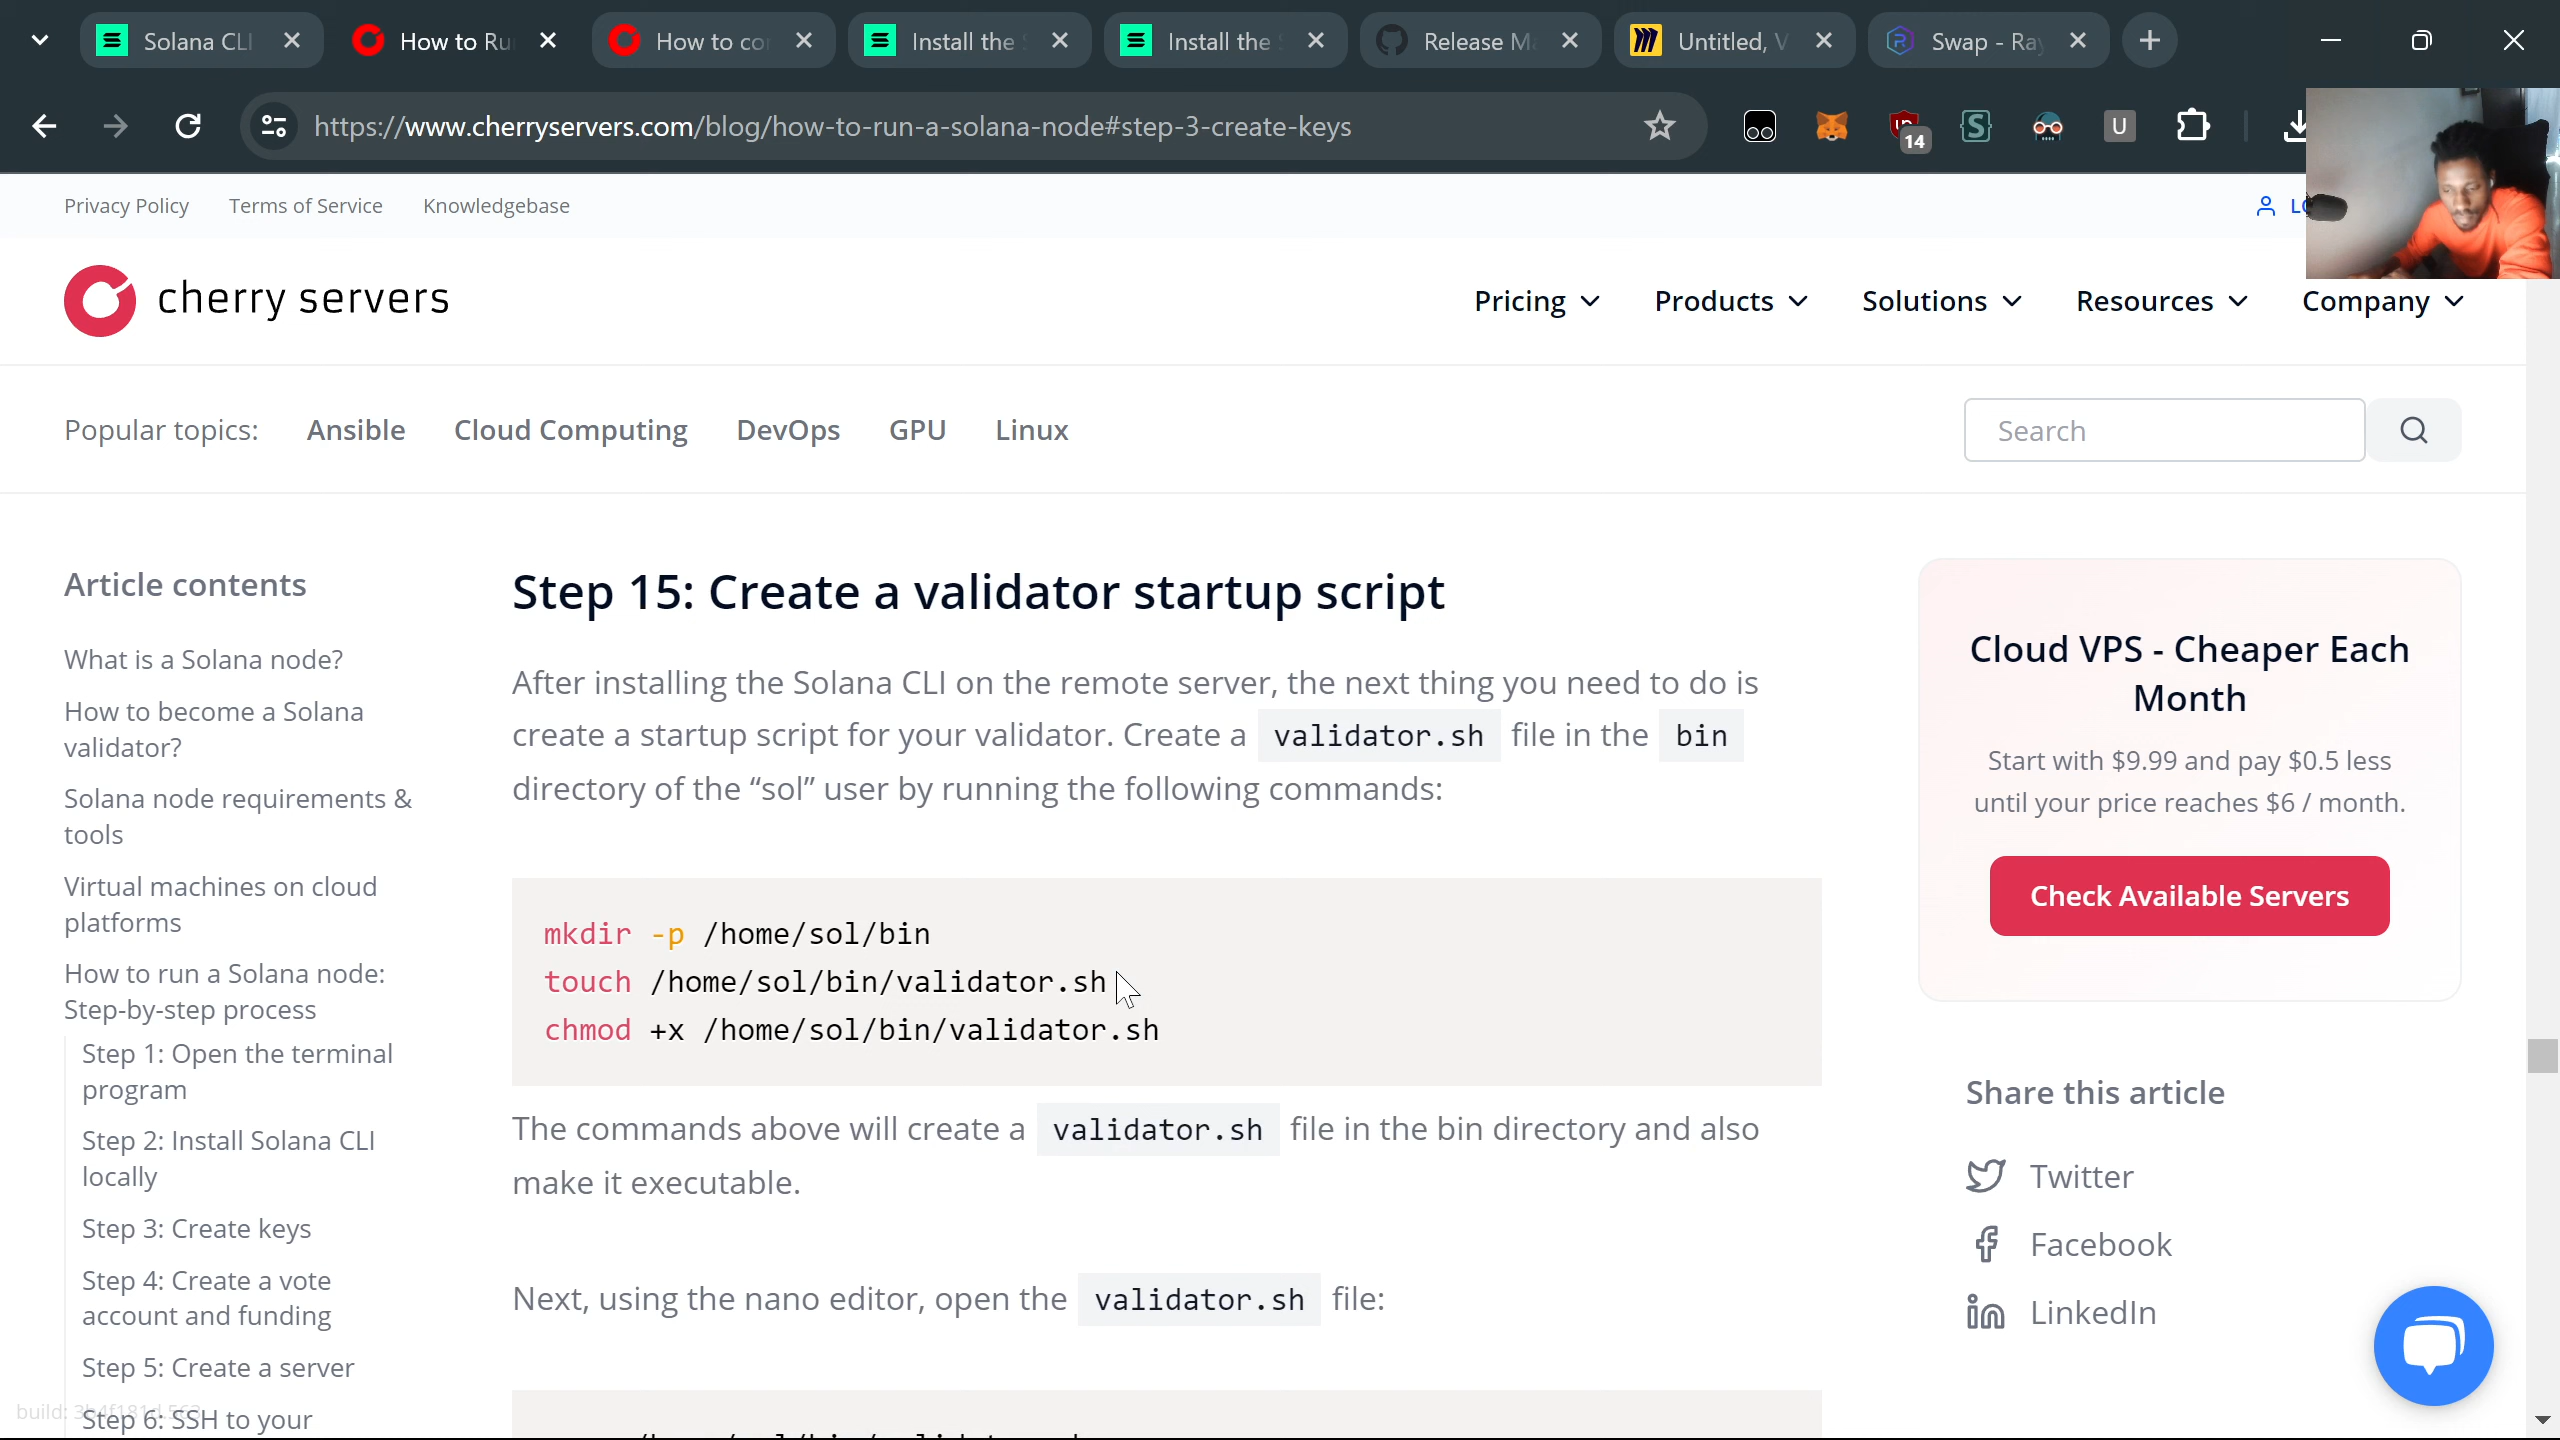 Solana CLI
How to Ru
How to co
Install the
Install the
Release M
Untitled, V
Swap - Ray
https://www.cherryservers.com/blog/how-to-run-a-solana-node#step-3-create-keys
14
U
Privacy Policy
Terms of Service
Knowledgebase
cherry servers
Pricing
Products
Solutions
Resources
Company
Popular topics:
Ansible
Cloud Computing
DevOps
GPU
Linux
Search
Article contents
What is a Solana node?
How to become a Solana
validator?
Solana node requirements &
tools
Virtual machines on cloud
platforms
How to run a Solana node:
Step-by-step process
Step 1: Open the terminal
program
Step 2: Install Solana CLI
locally
Step 3: Create keys
Step 4: Create a vote
account and funding
Step 5: Create a server
Step 6: SSH to your
build:
Step 15: Create a validator startup script
After installing the Solana CLI on the remote server, the next thing you need to do is
create a startup script for your validator. Create a validator.sh file in the bin
directory of the “sol” user by running the following commands:
mkdir -p /home/sol/bin
touch /home/sol/bin/validator.sh
chmod +x /home/sol/bin/validator.sh
The commands above will create a validator.sh file in the bin directory and also
make it executable.
Next, using the nano editor, open the validator.sh file:
Cloud VPS - Cheaper Each
Month
Start with $9.99 and pay $0.5 less
until your price reaches $6 / month.
Check Available Servers
Share this article
Twitter
Facebook
LinkedIn